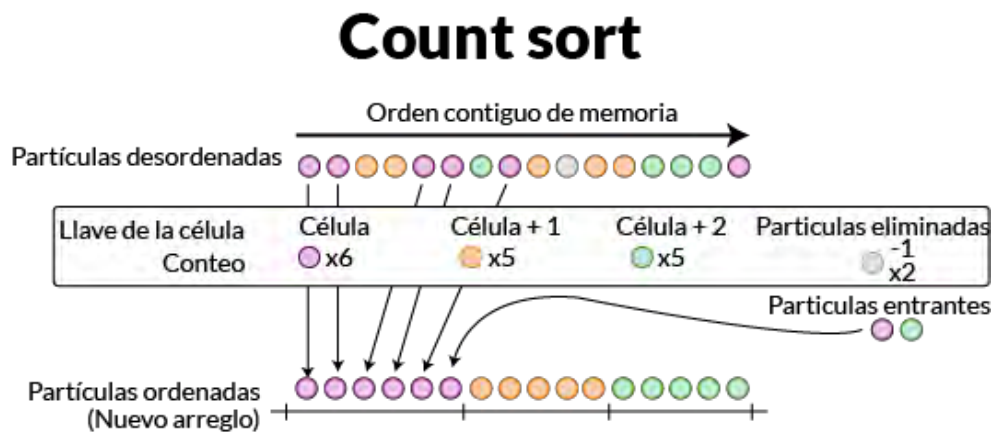 Count sort
Orden contiguo de memoria
Partículas desordenadas
Llave de la célula
Célula
Célula + 1
Célula + 2
Particulas eliminadas
Conteo
x6
x5
x5
-1
x2
Particulas entrantes
Partículas ordenadas
(Nuevo arreglo)